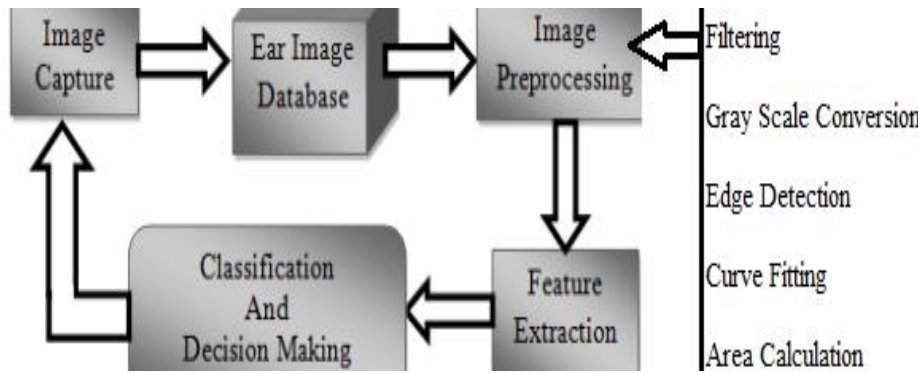 Image
Capture
Ear Image
Database
Image
Preprocessing
Filtering
Gray Scale Conversion
Edge Detection
Curve Fitting
Area Calculation
Feature
Extraction
Classification
And
Decision Making